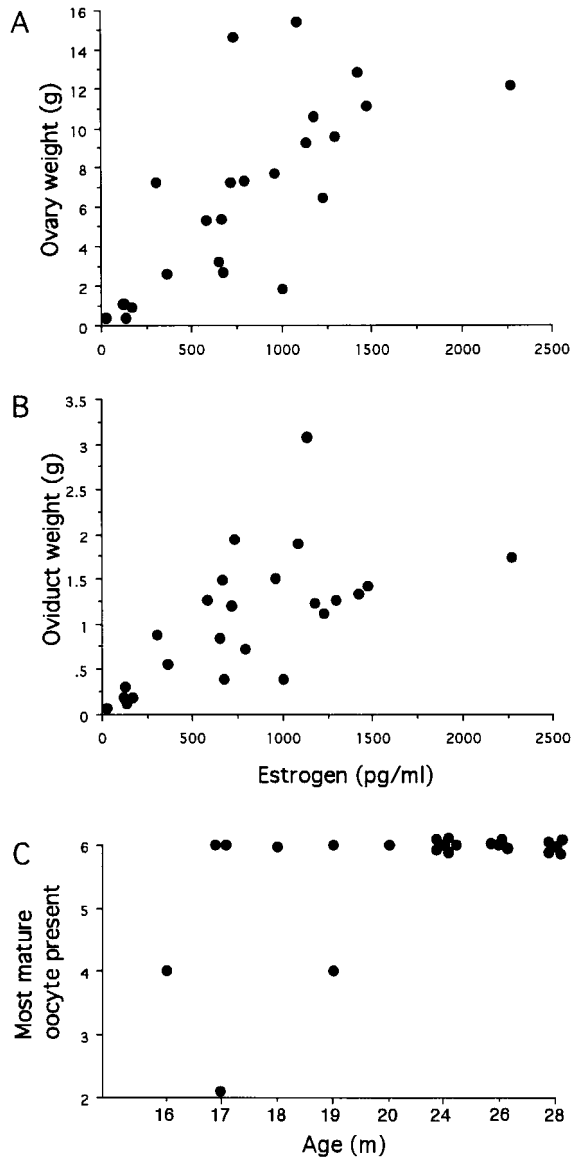 A
Ovary weight (g)
16
14
12
10
8
6
4
2
0
0 500 1000 1500 2000 2500
B
Oviduct weight (g)
3.5
3
2.5
2
1.5
1
.5
0
0 500 1000 1500 2000 2500
Estrogen (pg/ml)
C
Most mature
oocyte present
6
5
4
3
2
16 17 18 19 20 24 26 28
Age (m)